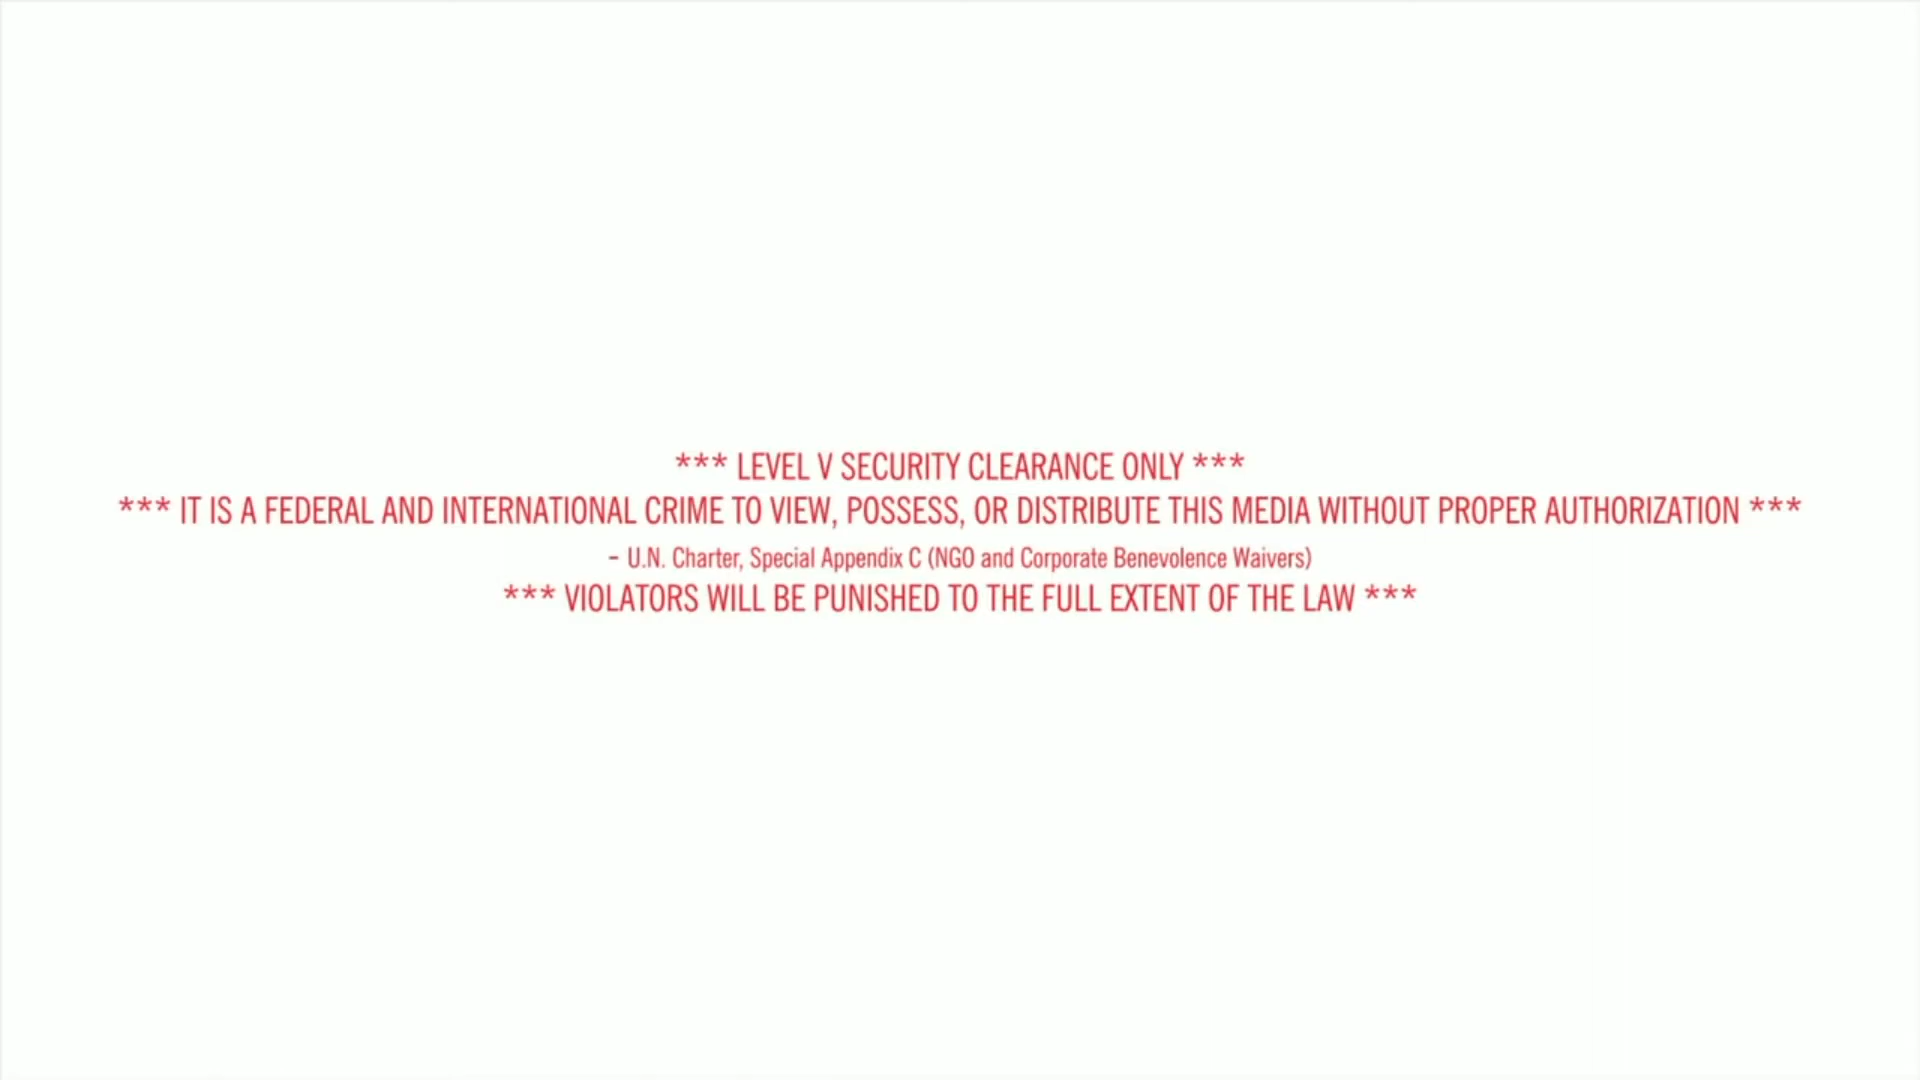 *** LEVEL V SECURITY CLEARANCE ONLY ***
*** IT IS A FEDERAL AND INTERNATIONAL CRIME TO VIEW, POSSESS, OR DISTRIBUTE THIS MEDIA WITHOUT PROPER AUTHORIZATION ***
– U.N. Charter, Special Appendix C (NGO and Corporate Benevolence Waivers)
*** VIOLATORS WILL BE PUNISHED TO THE FULL EXTENT OF THE LAW ***